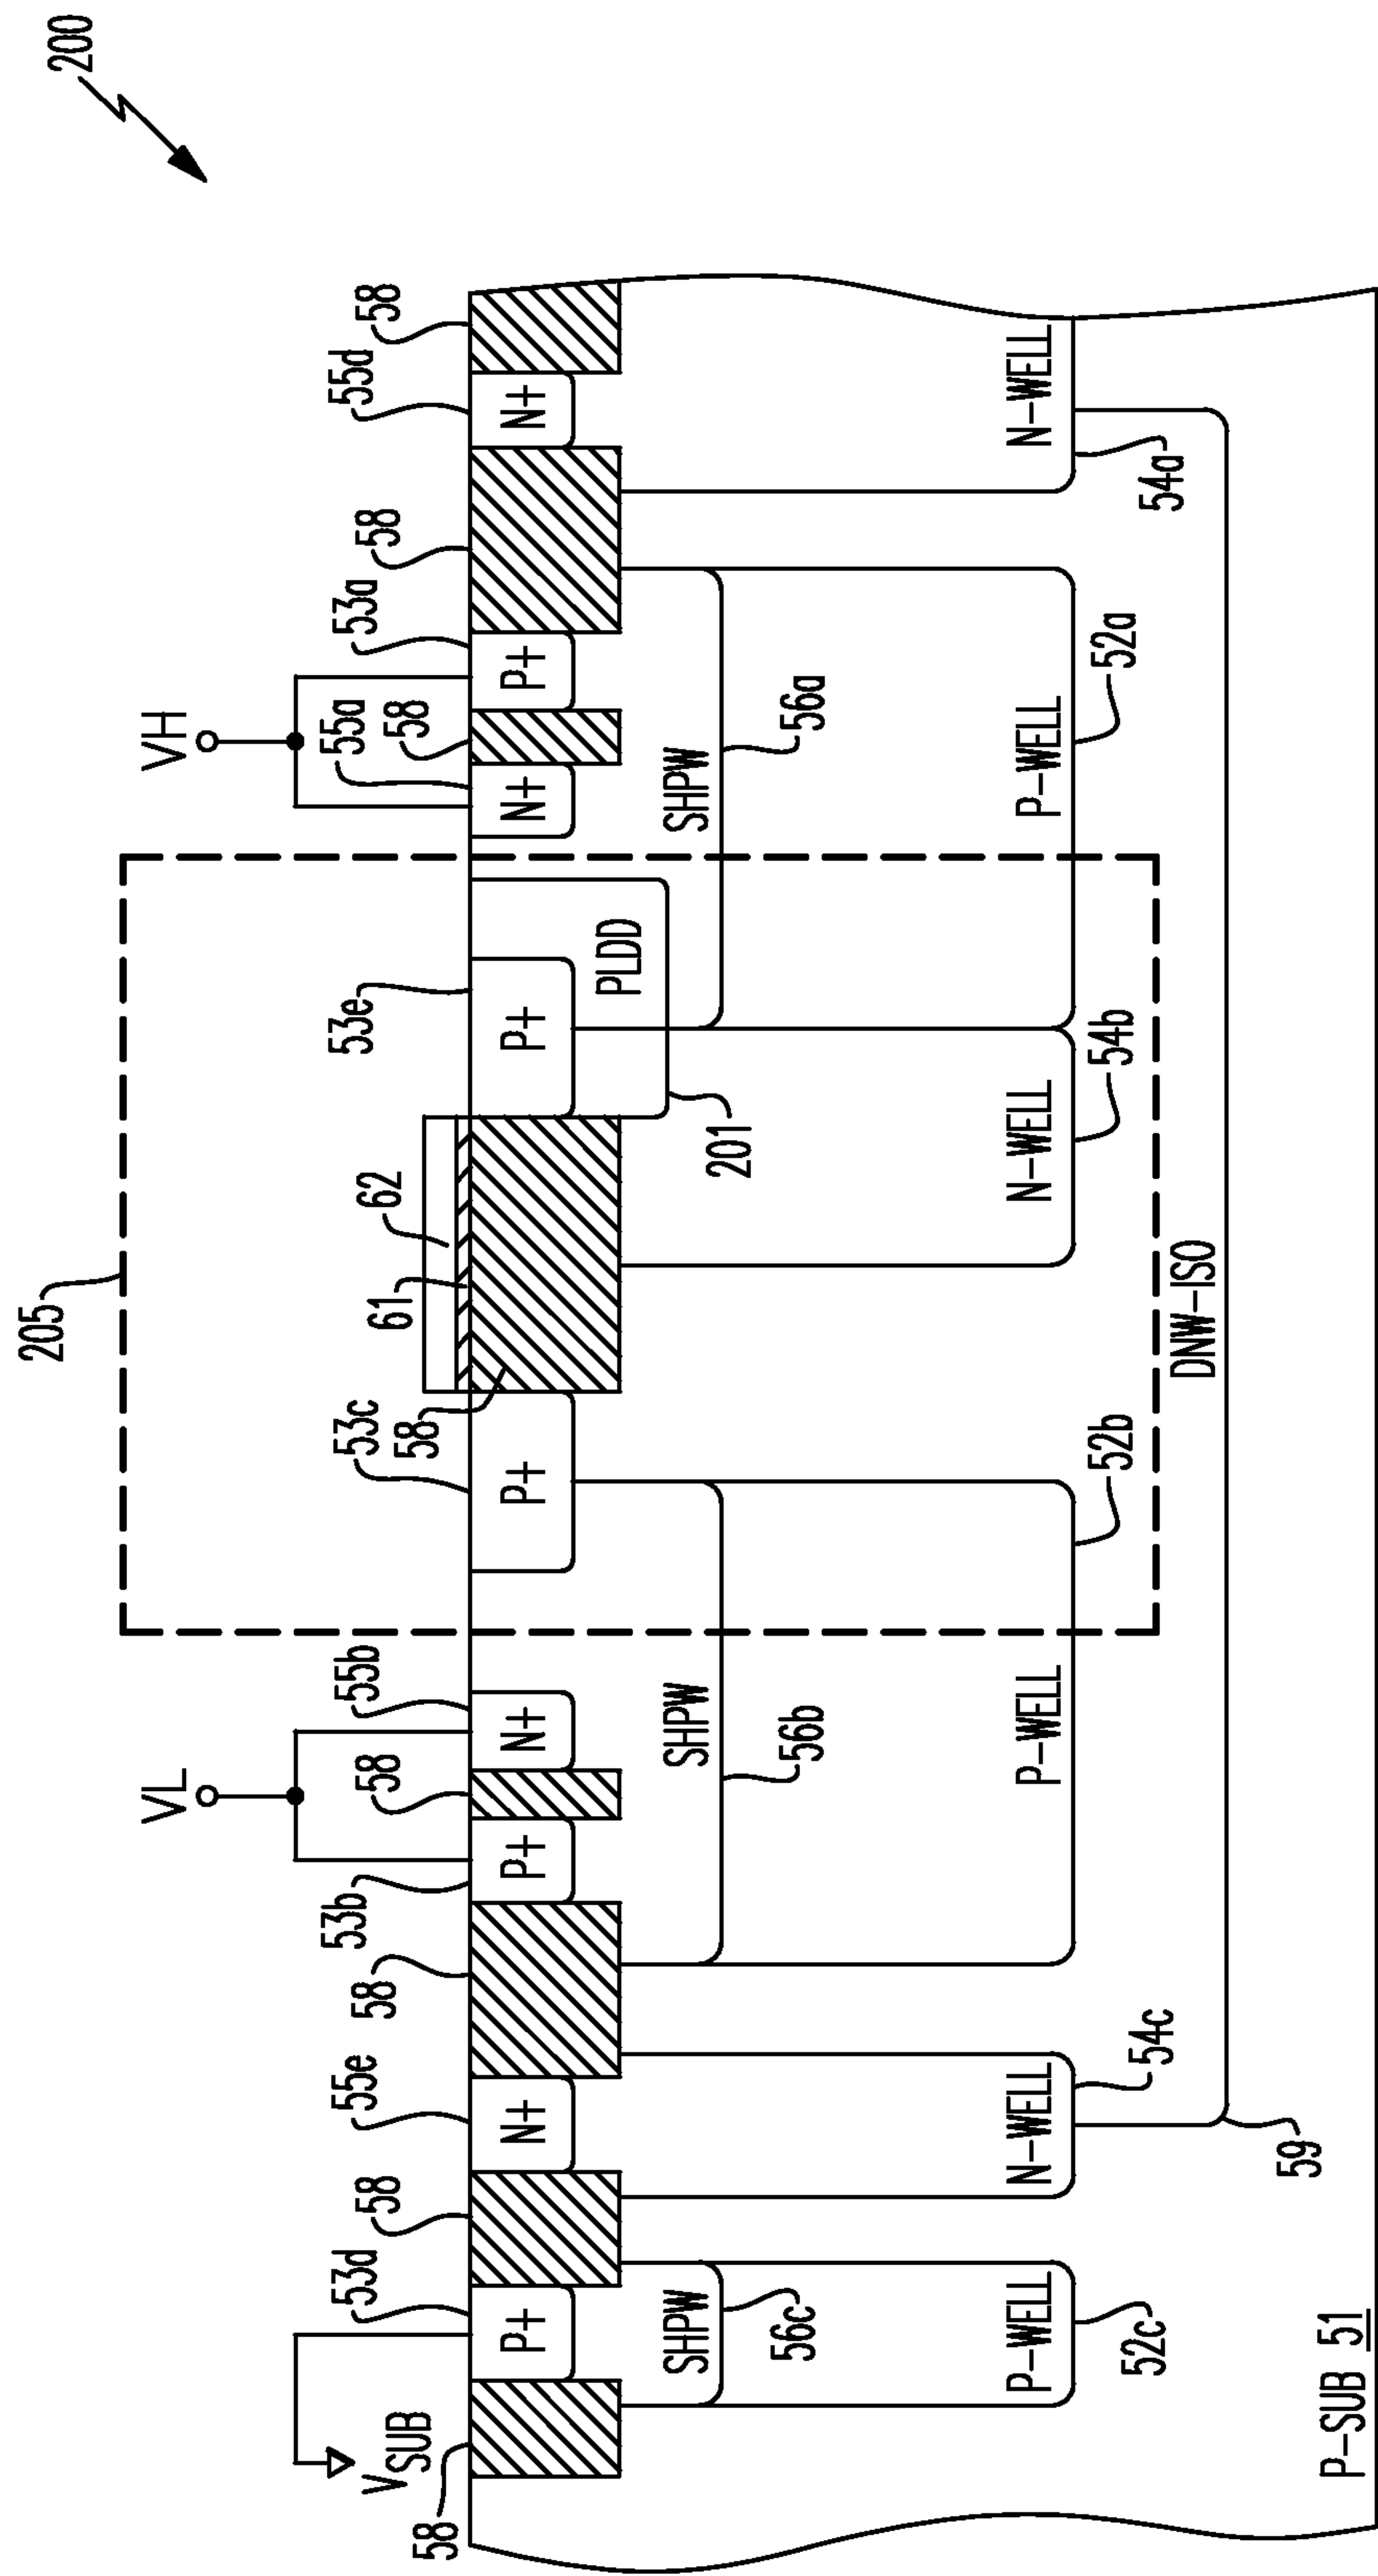 200
205
VL
VH
VSUB
58
53d
58
55e
58
53b
58
55b
53c
58
61
62
53e
55a
58
53a
58
55d
58
P+
N+
P+
N+
P+
P+
N+
P+
N+
PLDD
SHPW
SHPW
SHPW
201
56c
56b
56a
P-WELL
N-WELL
P-WELL
N-WELL
P-WELL
N-WELL
52c
54c
52b
54b
52a
54a
DNW-ISO
59
P-SUB 51